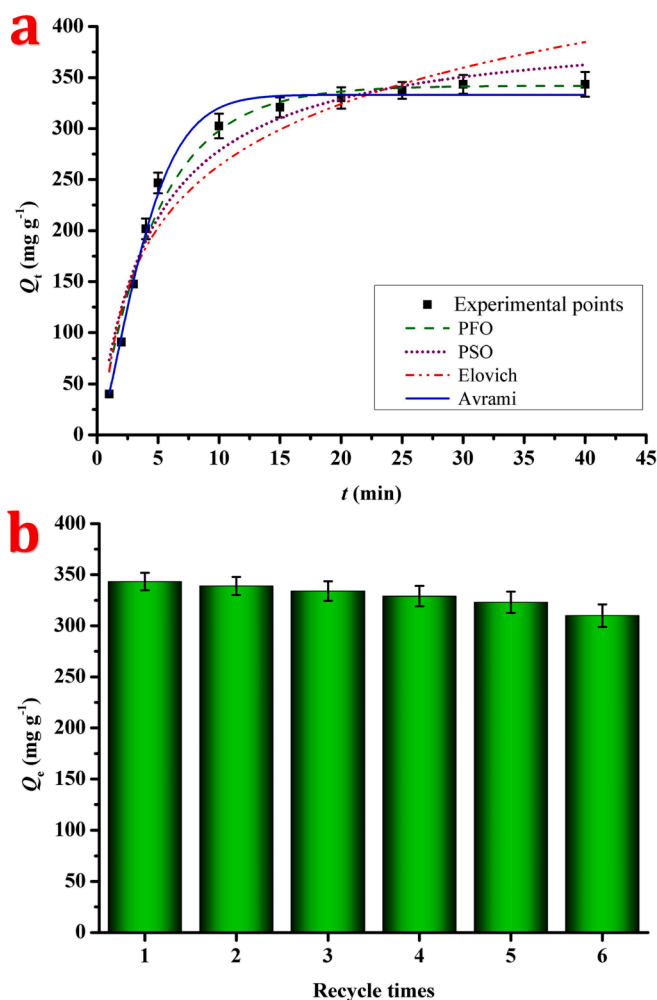 a
400
350
300
250
200
150
100
50
0
Qt (mg g-1)
Experimental points
PFO
PSO
Elovich
Avrami
0 5 10 15 20 25 30 35 40 45
t (min)
b
400
350
300
250
200
150
100
50
0
Qe (mg g-1)
1 2 3 4 5 6
Recycle times